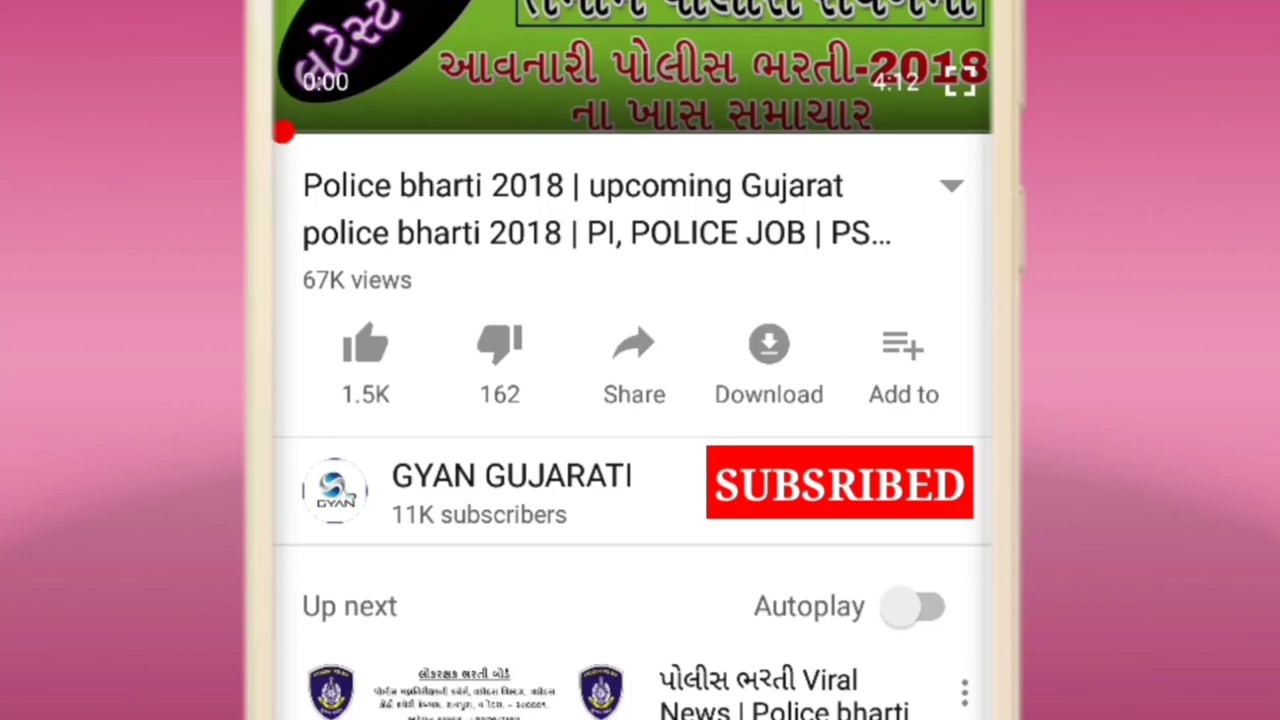 લેટેસ્ટ
આવનારી પોલીસ ભરતી-2018
ના ખાસ સમાચાર
0:00
4:12
Police bharti 2018 | upcoming Gujarat
police bharti 2018 | PI, POLICE JOB | PS...
67K views
1.5K
162
Share
Download
Add to
GYAN
GYAN GUJARATI
11K subscribers
SUBSRIBED
Up next
Autoplay
લોકરક્ષક ભરતી બોર્ડ
પોલીસ ભરતી Viral
News | Police bharti